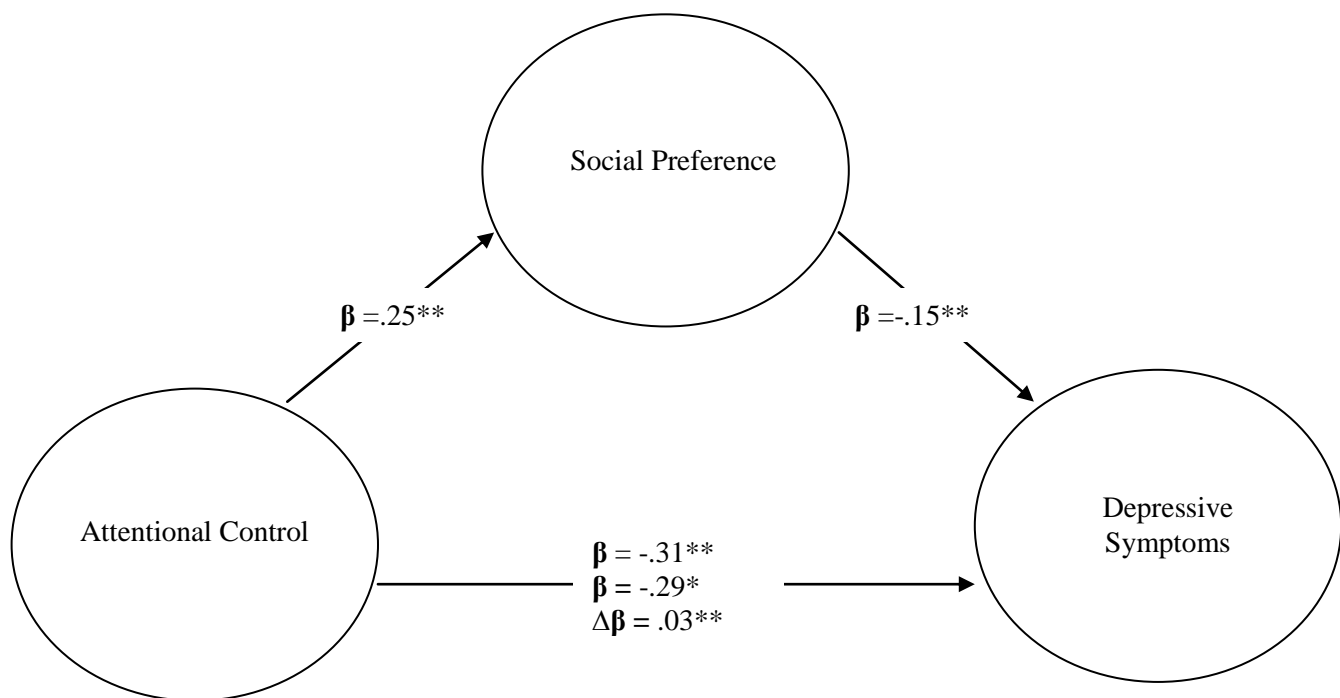 Social Preference
β =.25**
β =-.15**
Attentional Control
β = -.31**
β = -.29*
Δβ = .03**
Depressive
Symptoms